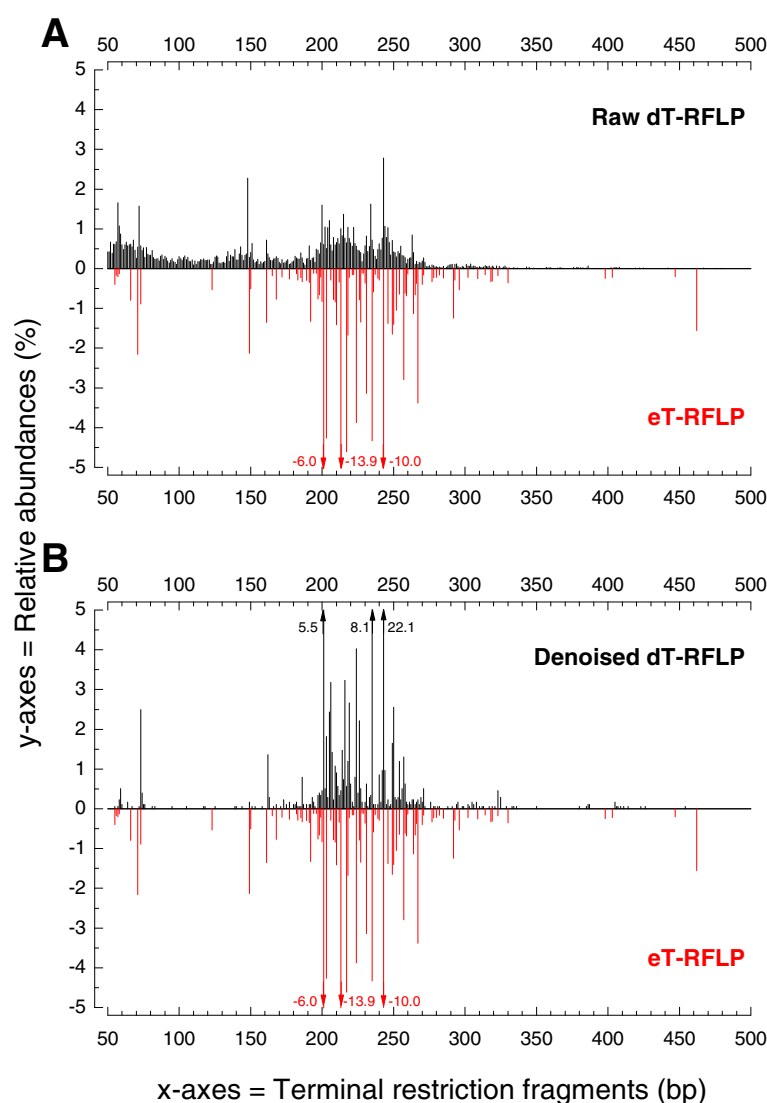 A
50 100 150 200 250 300 350 400 450 500
5
4
3
2
1
0
-1
-2
-3
-4
-5
Raw dT-RFLP
eT-RFLP
-6.0 -13.9 -10.0
50 100 150 200 250 300 350 400 450 500
y-axes = Relative abundances (%)
B
50 100 150 200 250 300 350 400 450 500
5
4
3
2
1
0
-1
-2
-3
-4
-5
5.5 8.1 22.1
Denoised dT-RFLP
eT-RFLP
-6.0 -13.9 -10.0
50 100 150 200 250 300 350 400 450 500
x-axes = Terminal restriction fragments (bp)